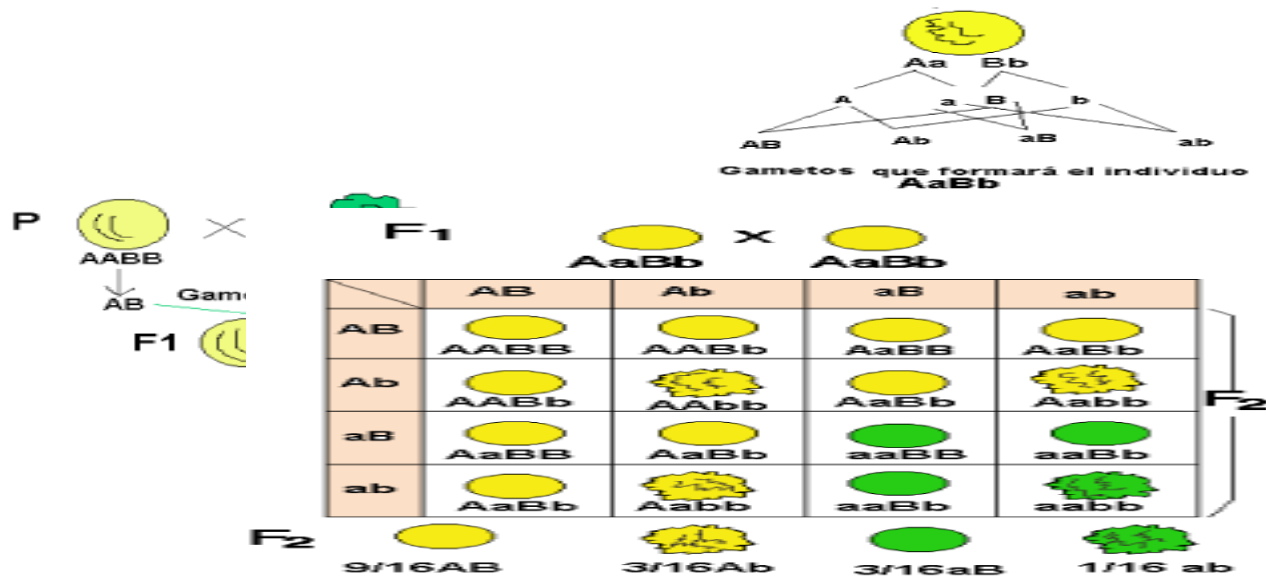 Aa Bb
A a B b
AB Ab aB ab
Gametos que formará el individuo
AaBb
P
AABB
AB Game
F1
F1 x
AaBb AaBb
AB Ab aB ab
AB AABB AABb AaBB AaBb
Ab AABb AAbb AaBb Aabb
aB AaBB AaBb aaBB aaBb
ab AaBb Aabb aaBb aabb
F2
F2
9/16AB 3/16Ab 3/16aB 1/16 ab